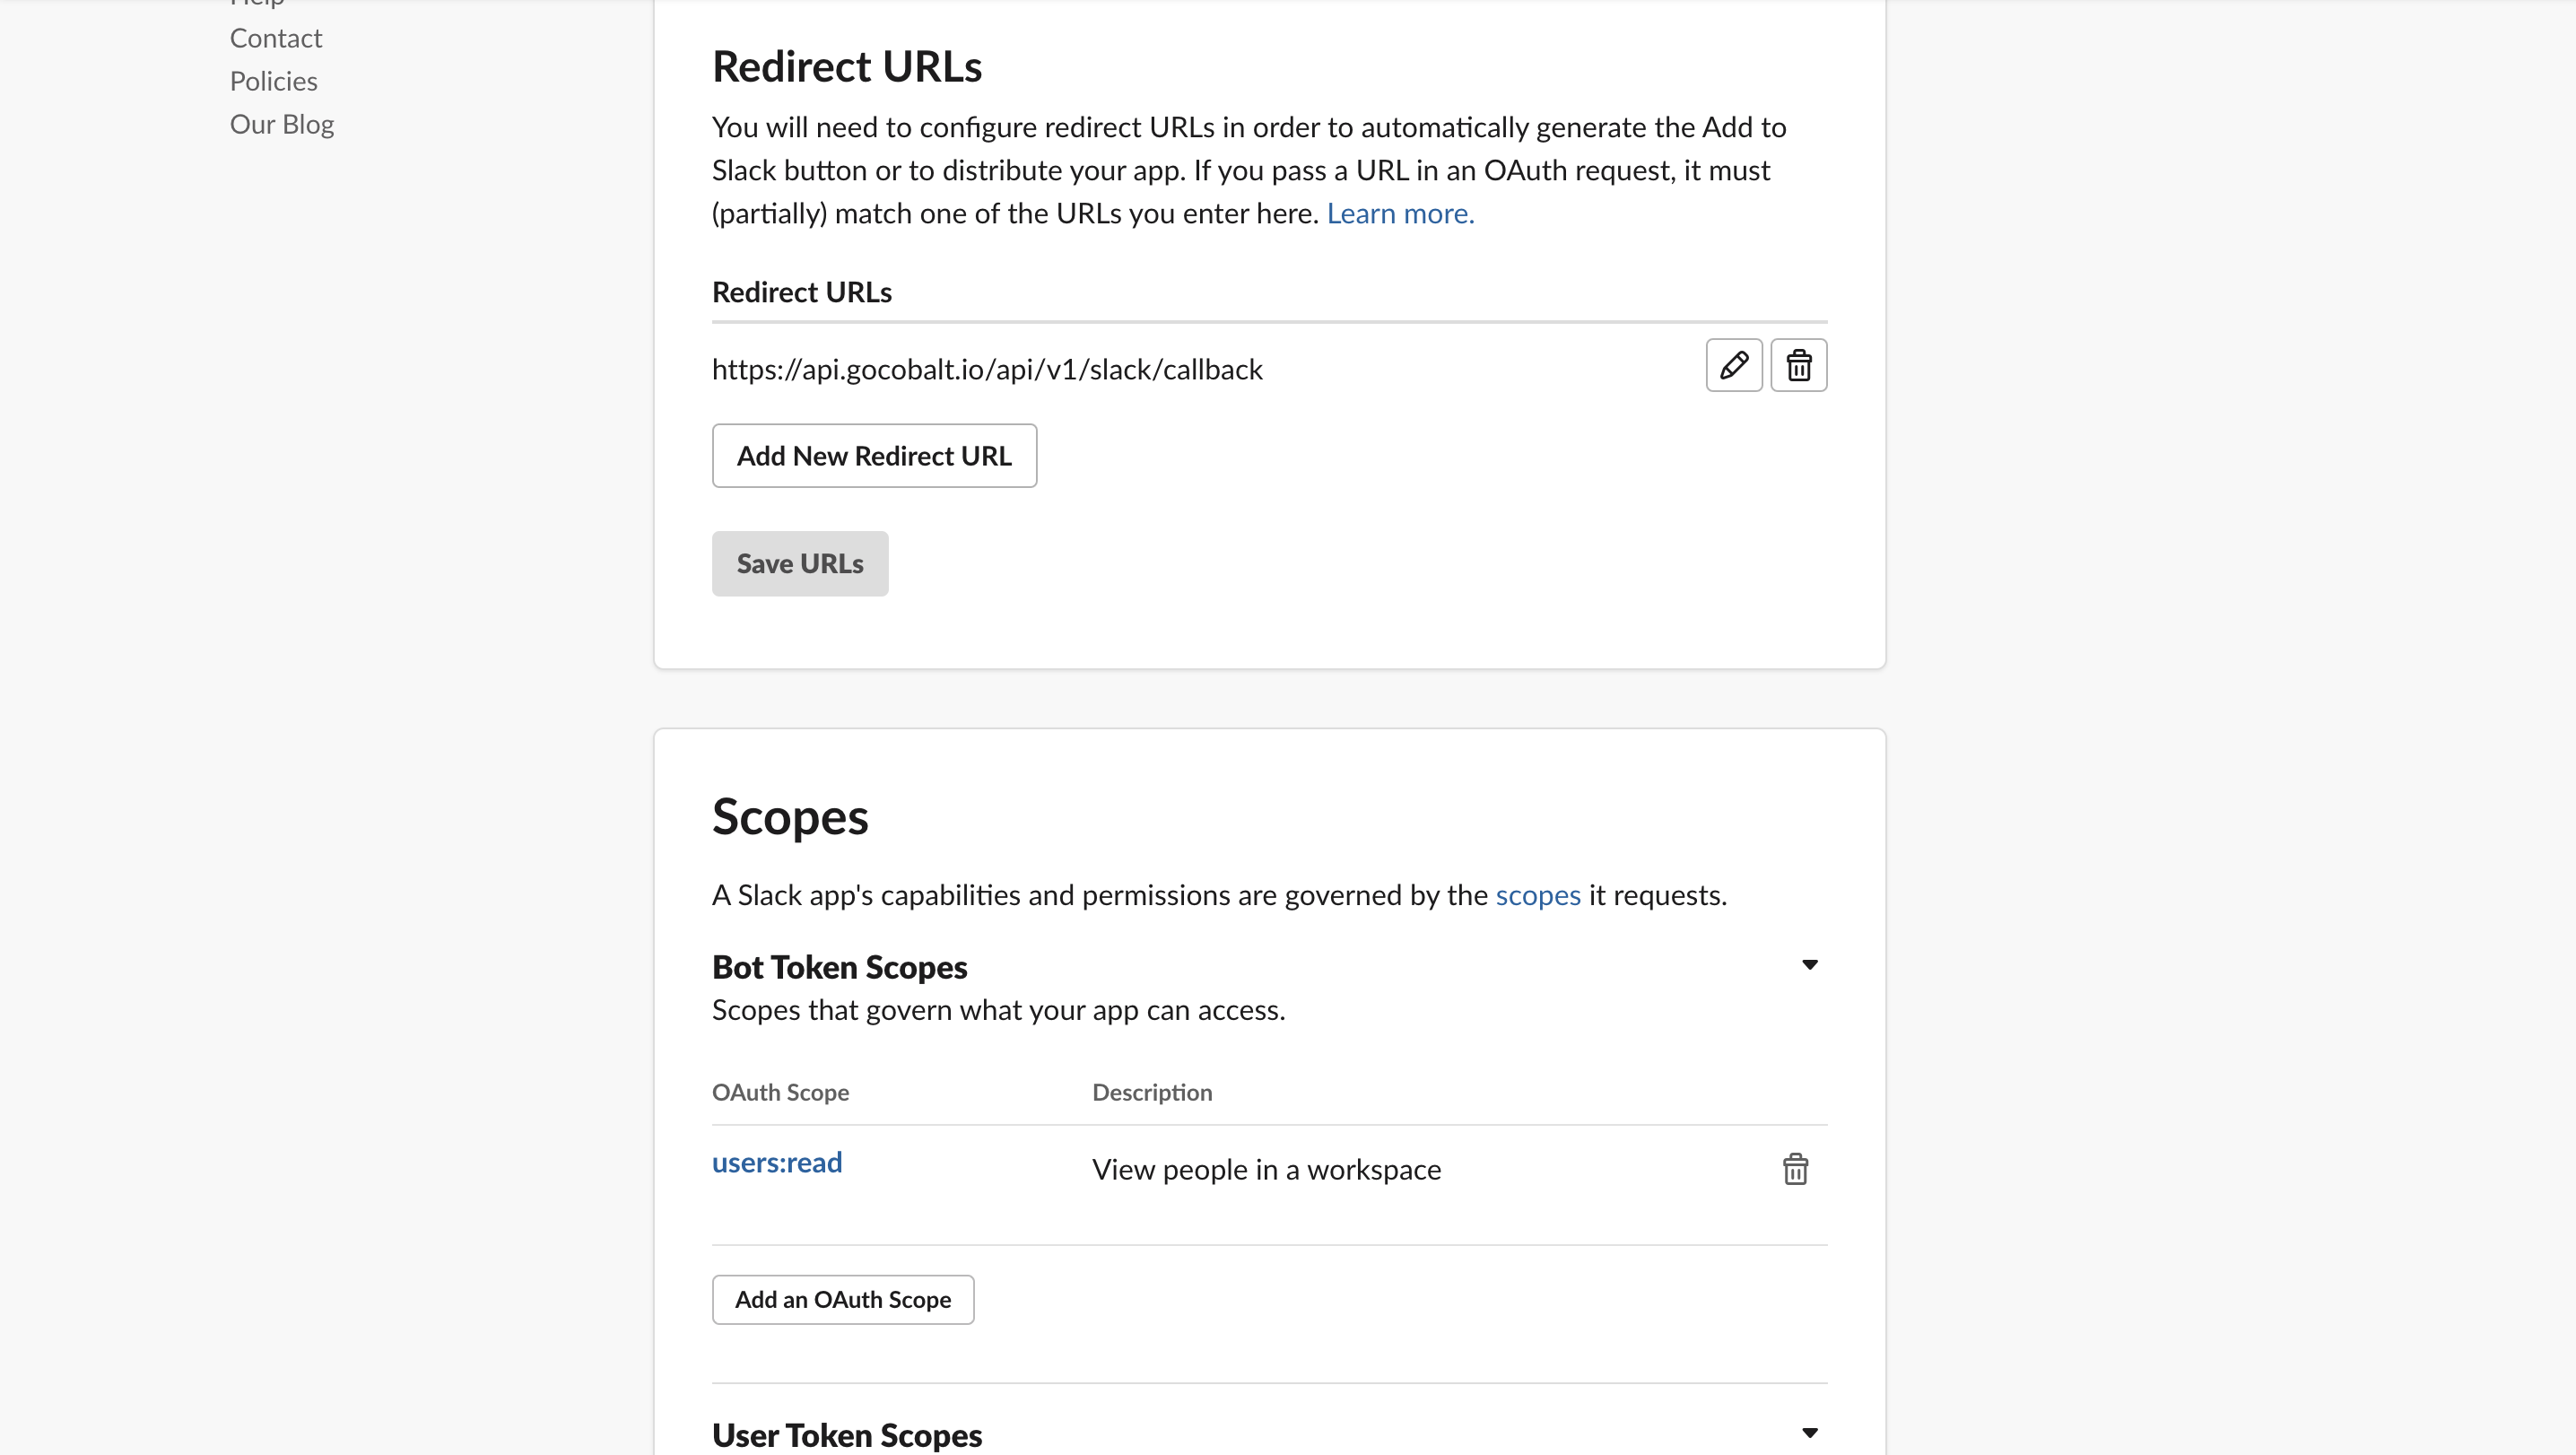 Help
Contact
Policies
Our Blog
Redirect URLs
You will need to configure redirect URLs in order to automatically generate the Add to
Slack button or to distribute your app. If you pass a URL in an OAuth request, it must
(partially) match one of the URLs you enter here. Learn more.
Redirect URLs
https://api.gocobalt.io/api/v1/slack/callback
Add New Redirect URL
Save URLs
Scopes
A Slack app's capabilities and permissions are governed by the scopes it requests.
Bot Token Scopes
Scopes that govern what your app can access.
OAuth Scope Description
users:read View people in a workspace
Add an OAuth Scope
User Token Scopes